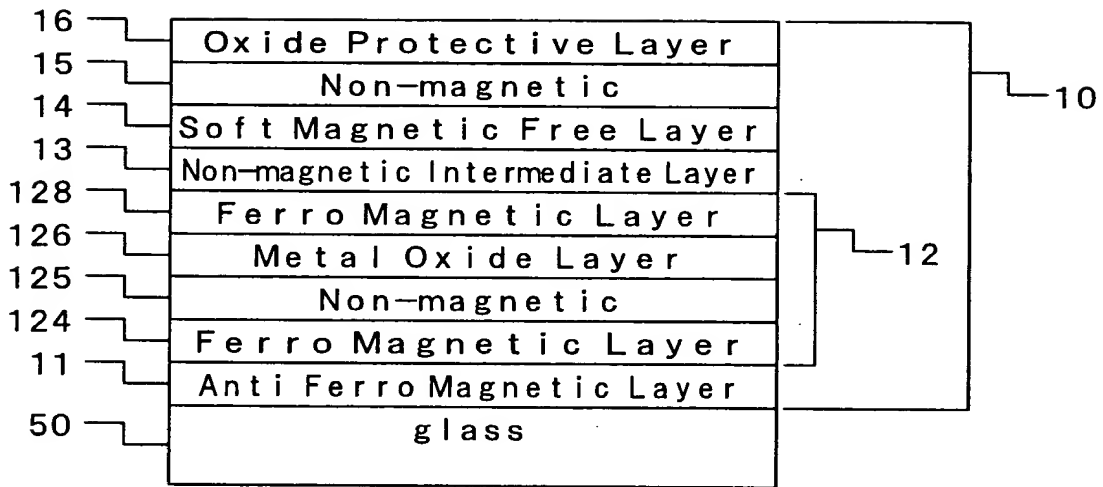 16 Oxide Protective Layer
15 Non-magnetic
10
14 Soft Magnetic Free Layer
13 Non-magnetic Intermediate Layer
128 Ferro Magnetic Layer
126 Metal Oxide Layer
12
125 Non-magnetic
124 Ferro Magnetic Layer
11 Anti Ferro Magnetic Layer
50 glass